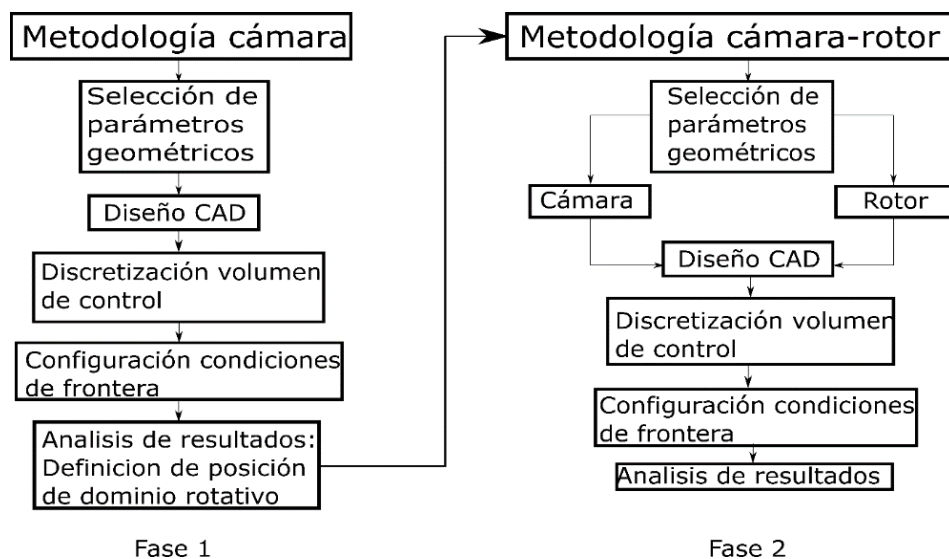 Metodología cámara
Selección de
parámetros
geométricos
Diseño CAD
Discretización volumen
de control
Configuración condiciones
de frontera
Analisis de resultados:
Definicion de posición
de dominio rotativo
Fase 1
Metodología cámara-rotor
Selección de
parámetros
geométricos
Cámara
Rotor
Diseño CAD
Discretización volumen
de control
Configuración condiciones
de frontera
Analisis de resultados
Fase 2